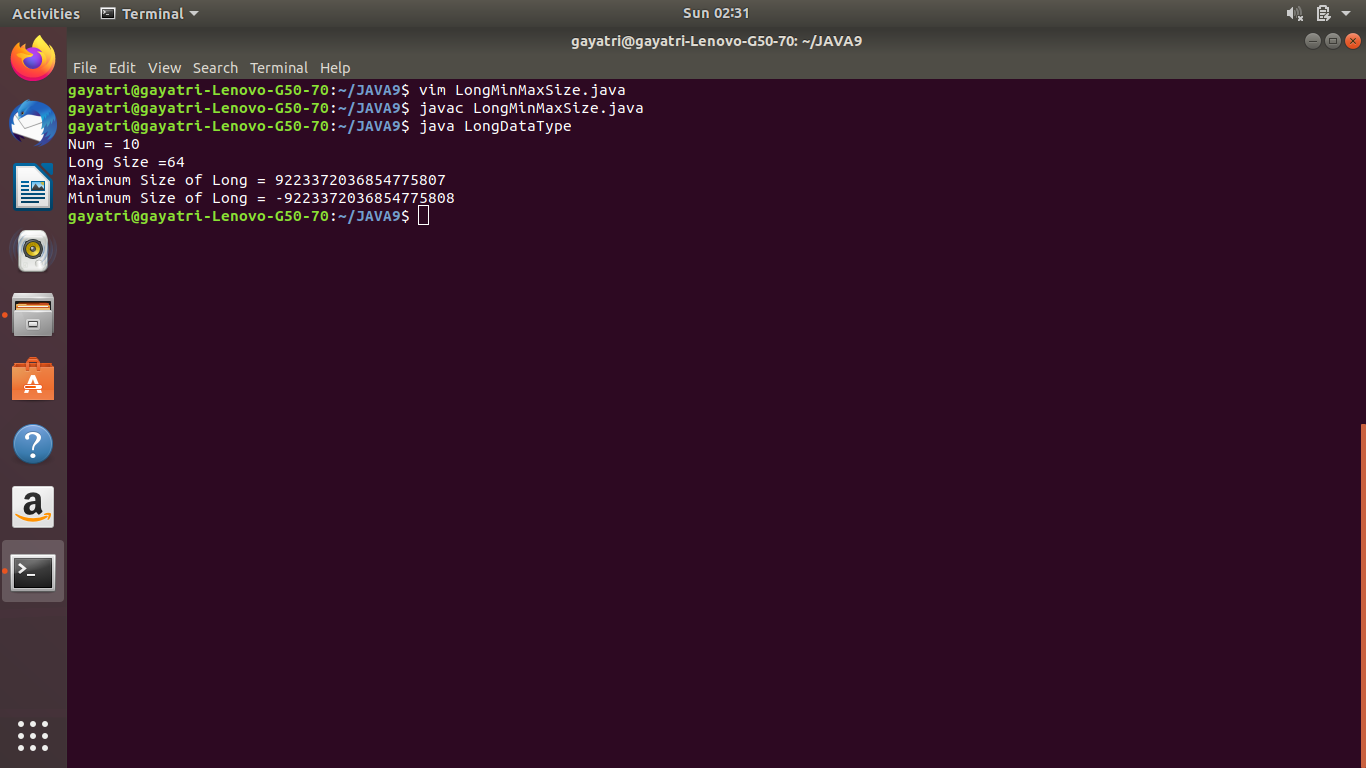 Activities Terminal Sun 02:31
gayatri@gayatri-Lenovo-G50-70: ~/JAVA9
File Edit View Search Terminal Help
gayatri@gayatri-Lenovo-G50-70:~/JAVA9$ vim LongMinMaxSize.java
gayatri@gayatri-Lenovo-G50-70:~/JAVA9$ javac LongMinMaxSize.java
gayatri@gayatri-Lenovo-G50-70:~/JAVA9$ java LongDataType
Num = 10
Long Size =64
Maximum Size of Long = 9223372036854775807
Minimum Size of Long = -9223372036854775808
gayatri@gayatri-Lenovo-G50-70:~/JAVA9$